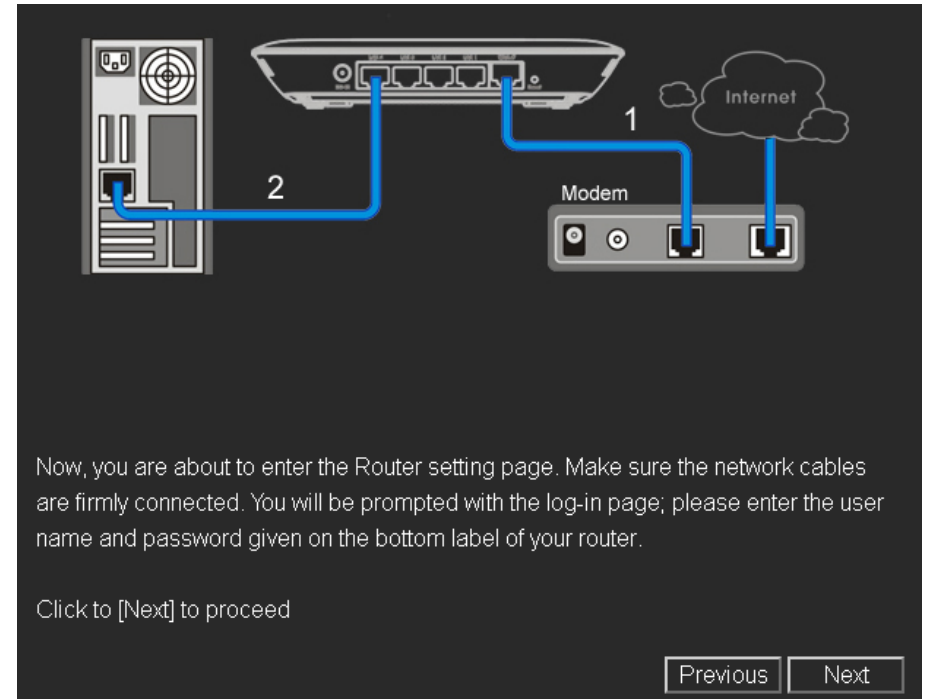 Internet
1
2
Modem
Now, you are about to enter the Router setting page. Make sure the network cables
are firmly connected. You will be prompted with the log-in page; please enter the user
name and password given on the bottom label of your router.
Click to [Next] to proceed
Previous
Next